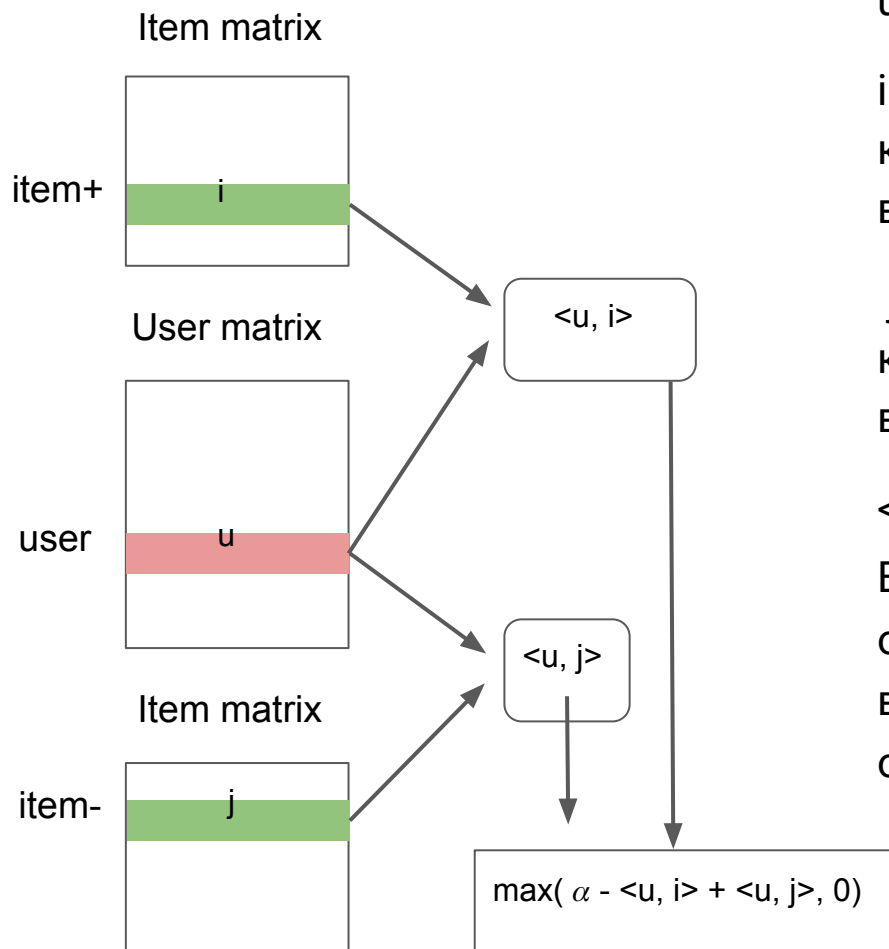 Item matrix
item+
i
<u, i>
User matrix
user
u
<u, j>
Item matrix
item-
j
max( α - <u, i> + <u, j>, 0)